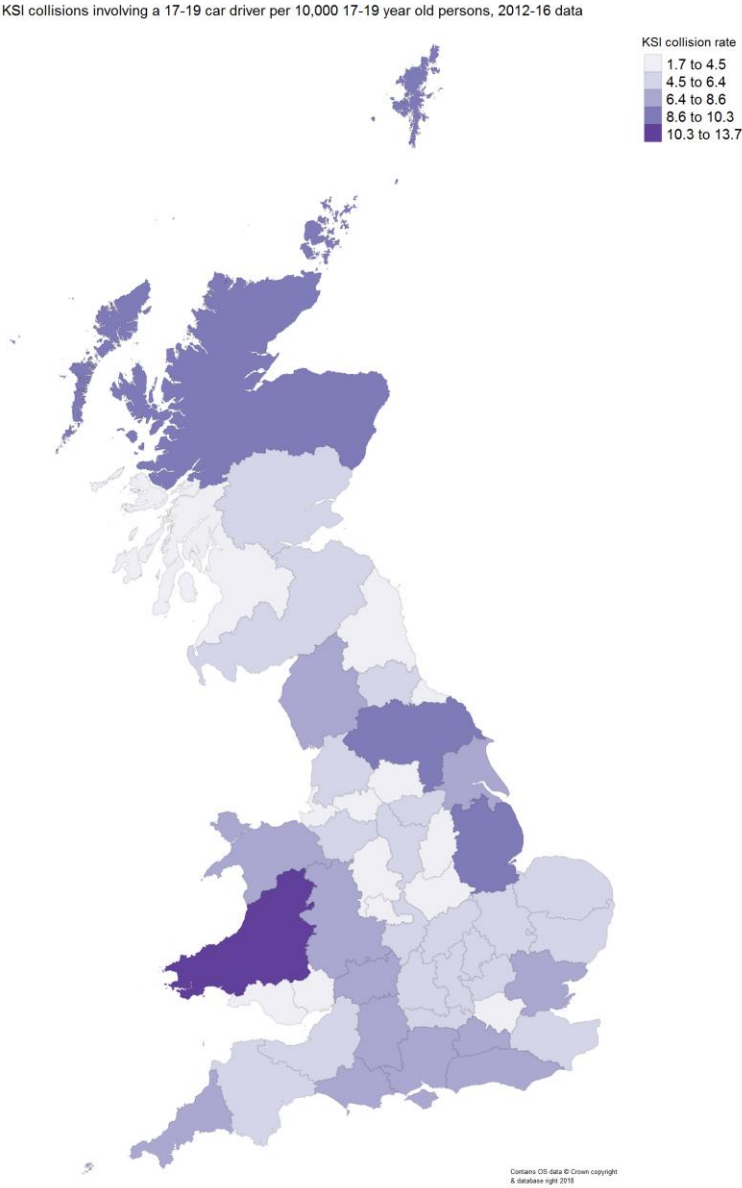 KSI collisions involving a 17-19 car driver per 10,000 17-19 year old persons, 2012-16 data
KSI collision rate
1.7 to 4.5
4.5 to 6.4
6.4 to 8.6
8.6 to 10.3
10.3 to 13.7
Contains OS data © Crown copyright
& database right 2018